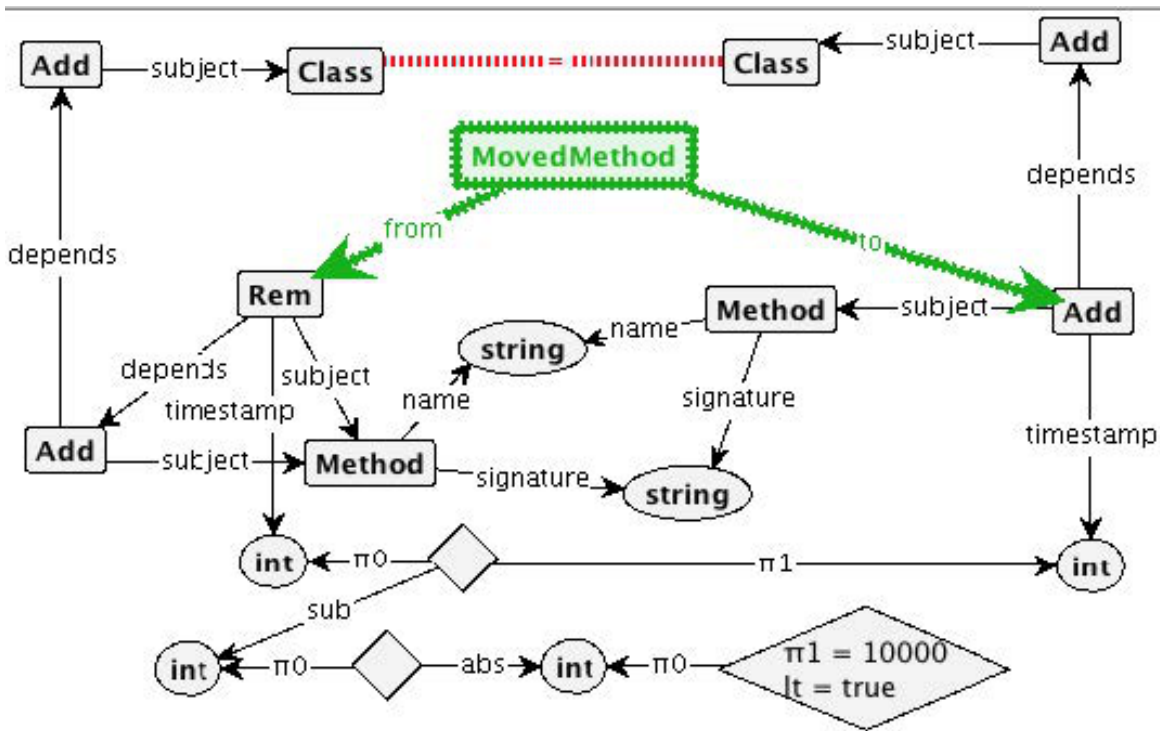 Add
subject
Class
=
Class
subject
Add
MovedMethod
depends
from
to
depends
Rem
Method
subject
Add
name
string
depends
subject
name
signature
timestamp
timestamp
Add
subject
Method
signature
string
int
π0
π1
int
sub
int
π0
abs
int
π0
π1 = 10000
lt = true